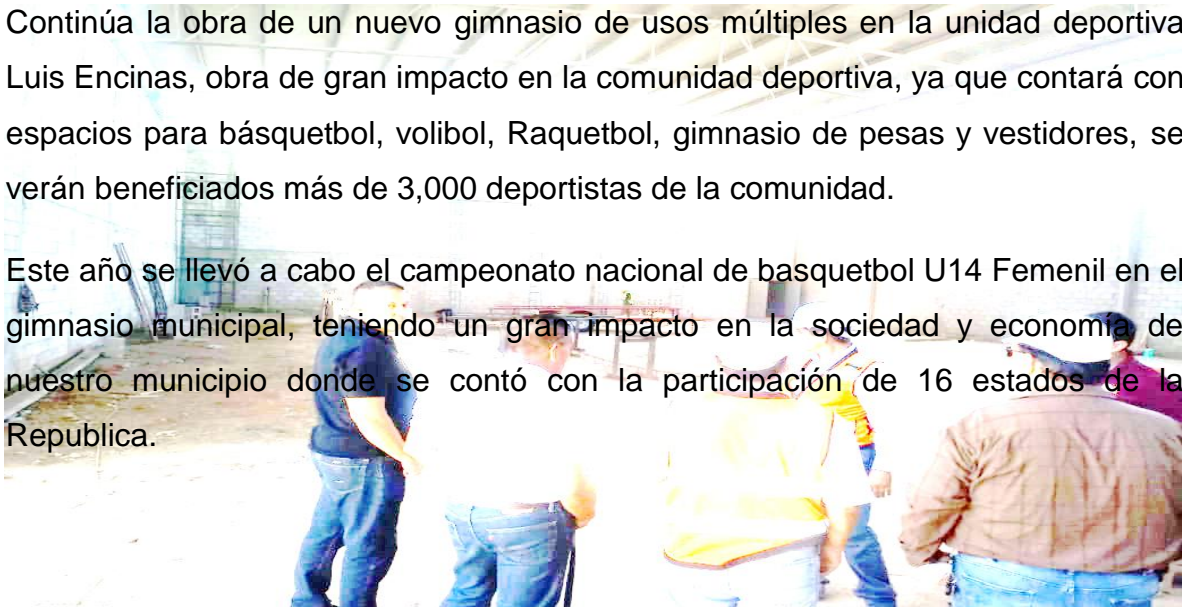 Continúa la obra de un nuevo gimnasio de usos múltiples en la unidad deportiva
Luis Encinas, obra de gran impacto en la comunidad deportiva, ya que contará con
espacios para básquetbol, volibol, Raquetbol, gimnasio de pesas y vestidores, se
verán beneficiados más de 3,000 deportistas de la comunidad.
Este año se llevó a cabo el campeonato nacional de basquetbol U14 Femenil en el
gimnasio municipal, teniendo un gran impacto en la sociedad y economía de
nuestro municipio donde se contó con la participación de 16 estados de la
Republica.